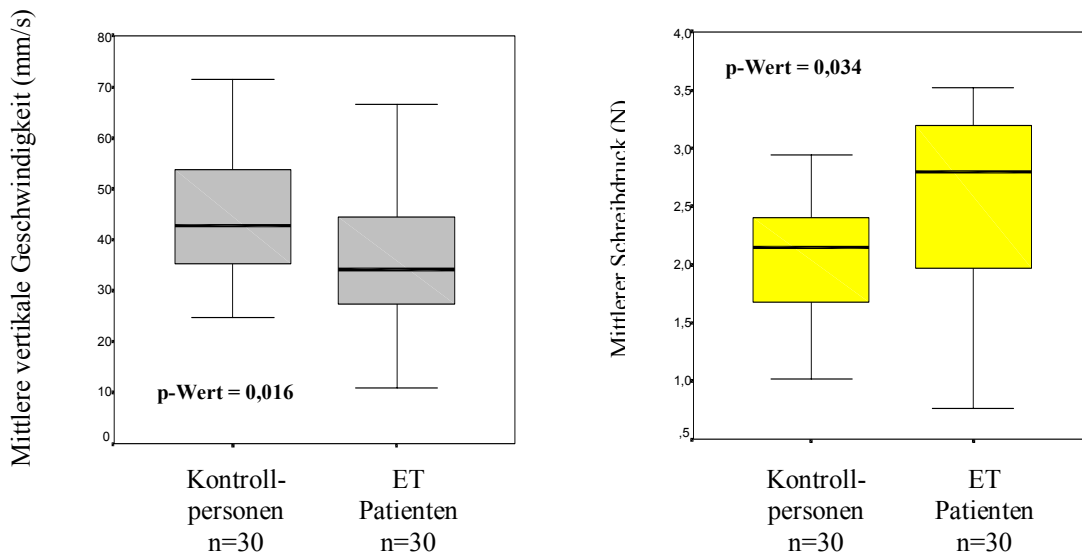 Mittlere vertikale Geschwindigkeit (mm/s)
80
70
60
50
40
30
20
10
0
p-Wert = 0,016
Kontroll-
personen
n=30
ET
Patienten
n=30
Mittlerer Schreibdruck (N)
4,0
3,5
3,0
2,5
2,0
1,5
1,0
,5
p-Wert = 0,034
Kontroll-
personen
n=30
ET
Patienten
n=30